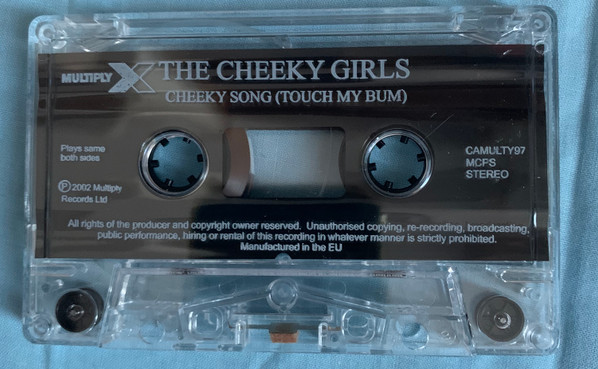 MULTIPLY X THE CHEEKY GIRLS
CHEEKY SONG (TOUCH MY BUM)
Plays same
both sides
CAMULTY97
MCPS
STEREO
℗ 2002 Multiply
Records Ltd
All rights of the producer and copyright owner reserved. Unauthorised copying, re-recording, broadcasting,
public performance, hiring or rental of this recording in whatever manner is strictly prohibited.
Manufactured in the EU